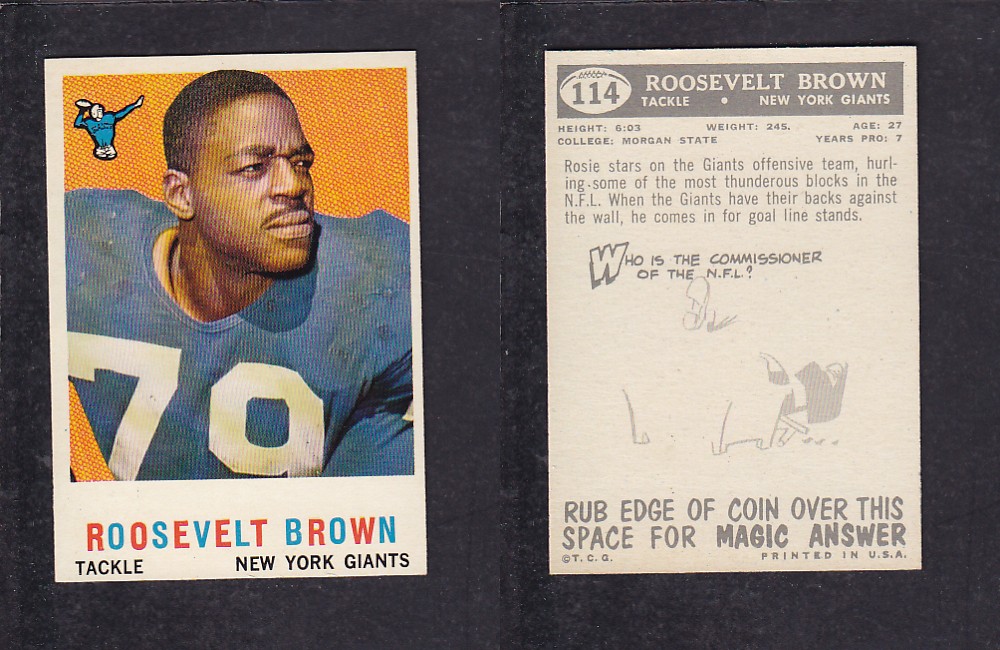 79
ROOSEVELT BROWN
TACKLE NEW YORK GIANTS
114 ROOSEVELT BROWN
TACKLE • NEW YORK GIANTS
HEIGHT: 6:03 WEIGHT: 245. AGE: 27
COLLEGE: MORGAN STATE YEARS PRO: 7
Rosie stars on the Giants offensive team, hurl-
ing some of the most thunderous blocks in the
N.F.L. When the Giants have their backs against
the wall, he comes in for goal line stands.
WHO IS THE COMMISSIONER
OF THE N.F.L.?
RUB EDGE OF COIN OVER THIS
SPACE FOR MAGIC ANSWER
©T.C.G. PRINTED IN U.S.A.